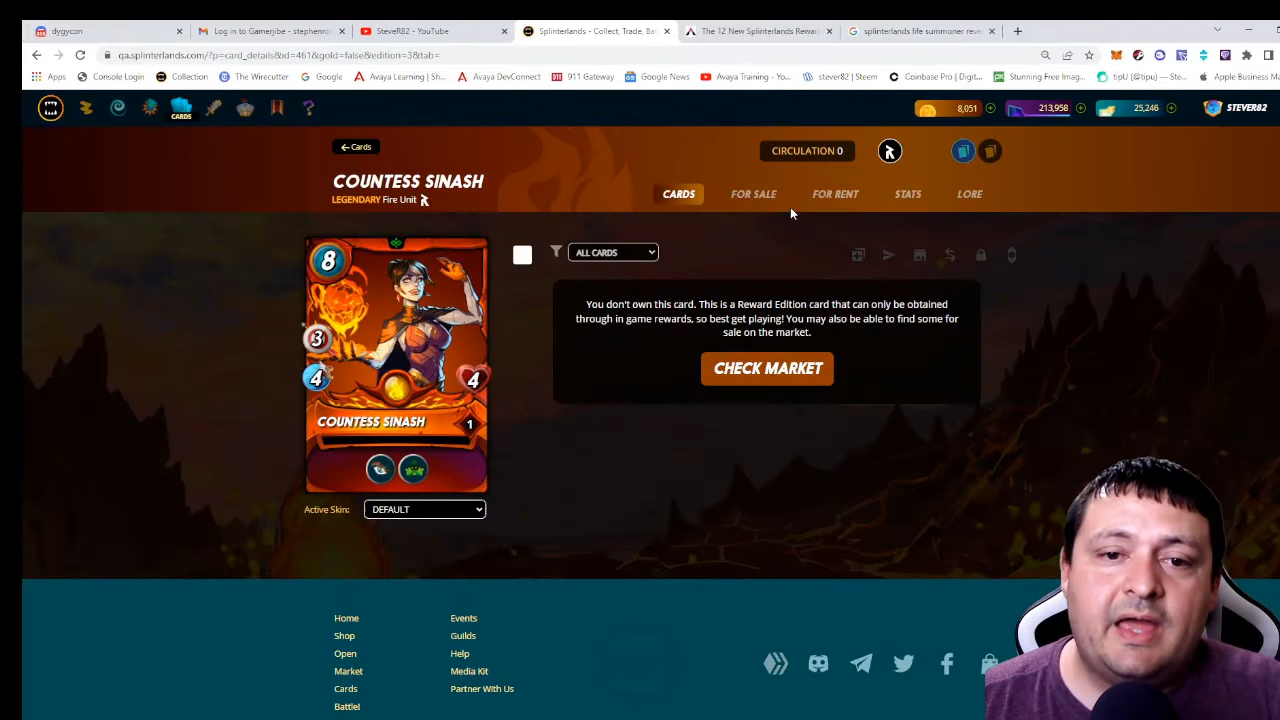 dygycon
Log in to Gamerjibe - stephenrot
SteveR82 - YouTube
Splinterlands - Collect, Trade, Ba
The 12 New Splinterlands Rewar
splinterlands life summoner reve
qa.splinterlands.com/?p=card_details&id=461&gold=false&edition=3&tab=
Apps
Console Login
Collection
The Wirecutter
Google
Avaya Learning | Sh...
Avaya DevConnect
911 Gateway
Google News
Avaya Training - Yo...
stever82 | Steem
Coinbase Pro | Digit...
Stunning Free Imag...
tipU (@tipu) — Ste...
Apple Business Ma
CARDS
8,051
213,958
25,246
STEVER82
Cards
CIRCULATION 0
COUNTESS SINASH
LEGENDARY Fire Unit
CARDS
FOR SALE
FOR RENT
STATS
LORE
8
3
4
4
COUNTESS SINASH
1
ALL CARDS
You don't own this card. This is a Reward Edition card that can only be obtained
through in game rewards, so best get playing! You may also be able to find some for
sale on the market.
CHECK MARKET
Active Skin:
DEFAULT
Home
Events
Shop
Guilds
Open
Help
Market
Media Kit
Cards
Partner With Us
Battle!